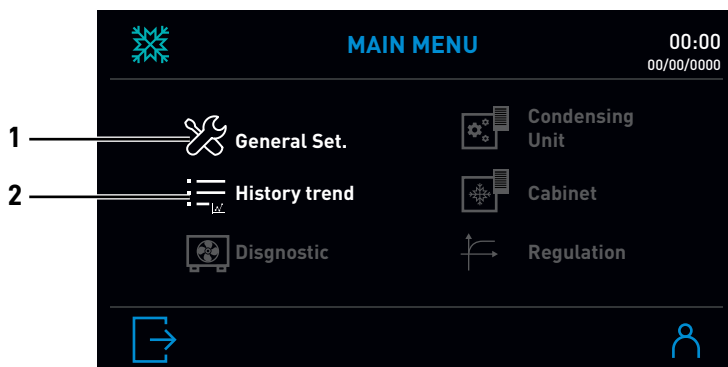 MAIN MENU
00:00
00/00/0000
1
General Set.
Condensing
Unit
2
History trend
Cabinet
Disgnostic
Regulation